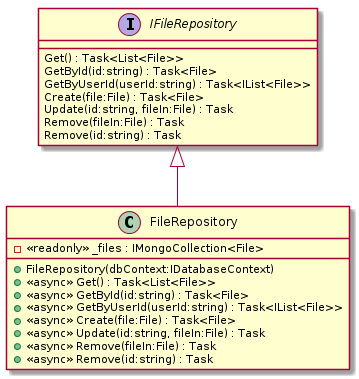 I IFileRepository
Get() : Task<List<File>>
GetById(id:string) : Task<File>
GetByUserId(userId:string) : Task<IList<File>>
Create(file:File) : Task<File>
Update(id:string, fileIn:File) : Task
Remove(fileIn:File) : Task
Remove(id:string) : Task
C FileRepository
«readonly» _files : IMongoCollection<File>
FileRepository(dbContext:IDatabaseContext)
«async» Get() : Task<List<File>>
«async» GetById(id:string) : Task<File>
«async» GetByUserId(userId:string) : Task<IList<File>>
«async» Create(file:File) : Task<File>
«async» Update(id:string, fileIn:File) : Task
«async» Remove(fileIn:File) : Task
«async» Remove(id:string) : Task